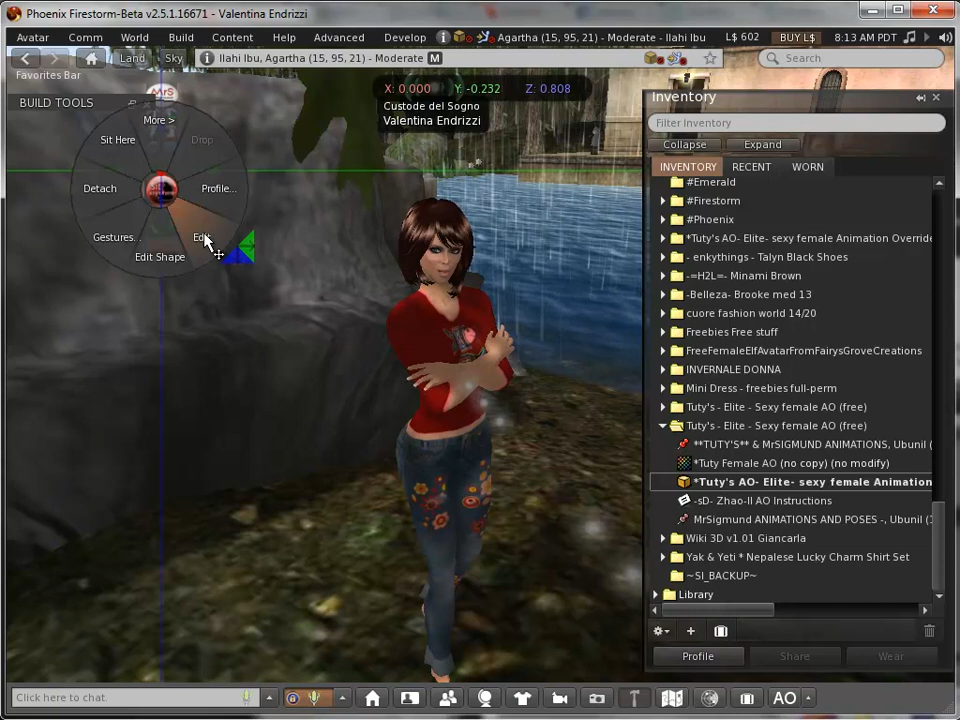 Phoenix Firestorm-Beta v2.5.1.16671 - Valentina Endrizzi
Avatar Comm World Build Content Help Advanced Develop Agartha (15, 95, 21) - Moderate - Ilahi Ibu L$ 602 BUY L$ 8:13 AM PDT
Land Sky Ilahi Ibu, Agartha (15, 95, 21) - Moderate M Search
Favorites Bar
BUILD TOOLS
More >
Sit Here
Drop
Detach
Profile...
Gestures...
Edit Shape
X: 0.000 Y: -0.232 Z: 0.808
Custode del Sogno
Valentina Endrizzi
Inventory
Filter Inventory
Collapse Expand
INVENTORY RECENT WORN
#Emerald
#Firestorm
#Phoenix
*Tuty's AO- Elite- sexy female Animation Override
- enkythings - Talyn Black Shoes
-=H2L=- Minami Brown
-Belleza- Brooke med 13
cuore fashion world 14/20
Freebies Free stuff
FreeFemaleElfAvatarFromFairysGroveCreations
INVERNALE DONNA
Mini Dress - freebies full-perm
Tuty's - Elite - Sexy female AO (free)
Tuty's - Elite - Sexy female AO (free)
**TUTY'S** & MrSIGMUND ANIMATIONS, Ubunil (
*Tuty Female AO (no copy) (no modify)
*Tuty's AO- Elite- sexy female Animation
-sD- Zhao-II AO Instructions
MrSigmund ANIMATIONS AND POSES -, Ubunil (1
Wiki 3D v1.01 Giancarla
Yak & Yeti * Nepalese Lucky Charm Shirt Set
~SI_BACKUP~
Library
Profile Share Wear
Click here to chat.
AO